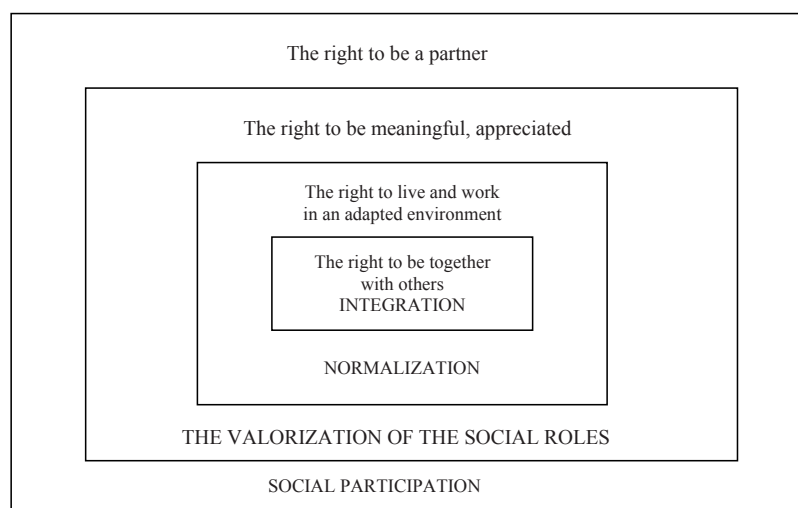 The right to be a partner
The right to be meaningful, appreciated
The right to live and work
in an adapted environment
The right to be together
with others
INTEGRATION
NORMALIZATION
THE VALORIZATION OF THE SOCIAL ROLES
SOCIAL PARTICIPATION